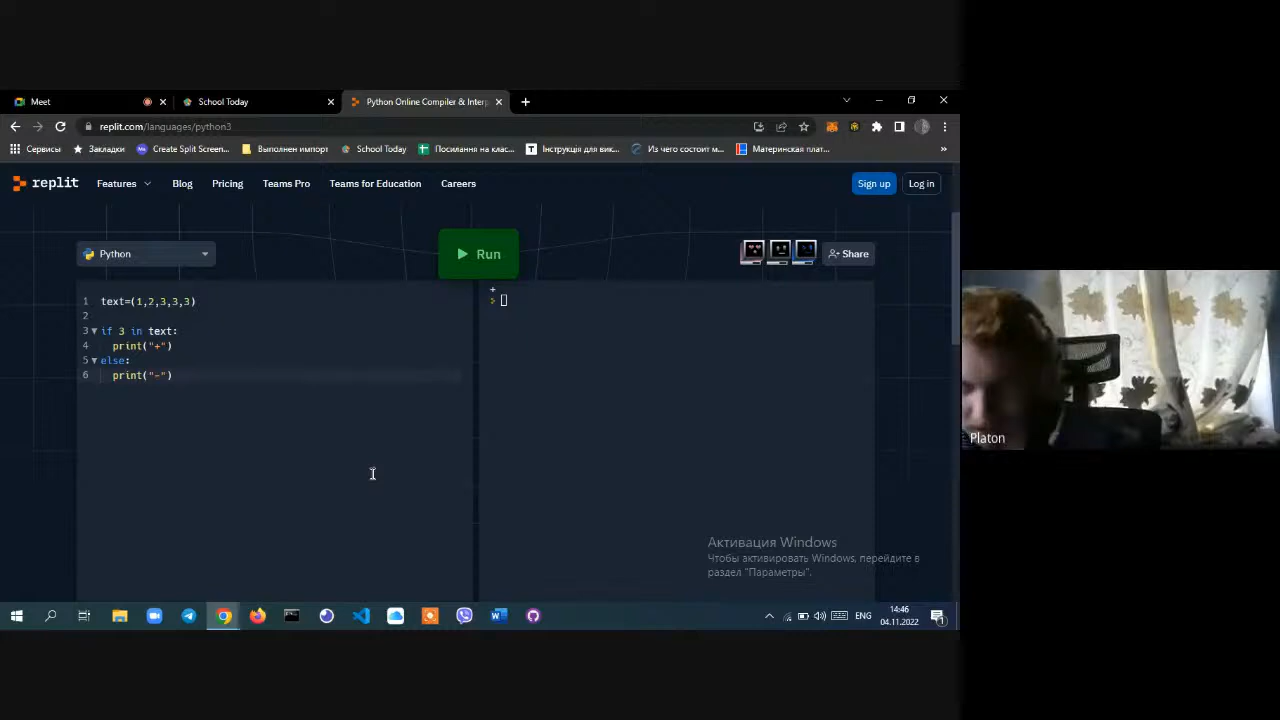 Meet
School Today
Python Online Compiler & Interp
replit.com/languages/python3
Сервисы
Закладки
Create Split Screen...
Выполнен импорт
School Today
Посилання на клас...
Інструкція для вик...
Из чего состоит м...
Материнская плат...
»
replit
Features
Blog
Pricing
Teams Pro
Teams for Education
Careers
Sign up
Log in
Python
Run
Share
1 text=(1,2,3,3,3)
2
3 if 3 in text:
4 print("+")
5 else:
6 print("-")
+
>
Platon
Активация Windows
Чтобы активировать Windows, перейдите в
раздел "Параметры".
ENG
14:46
04.11.2022
1